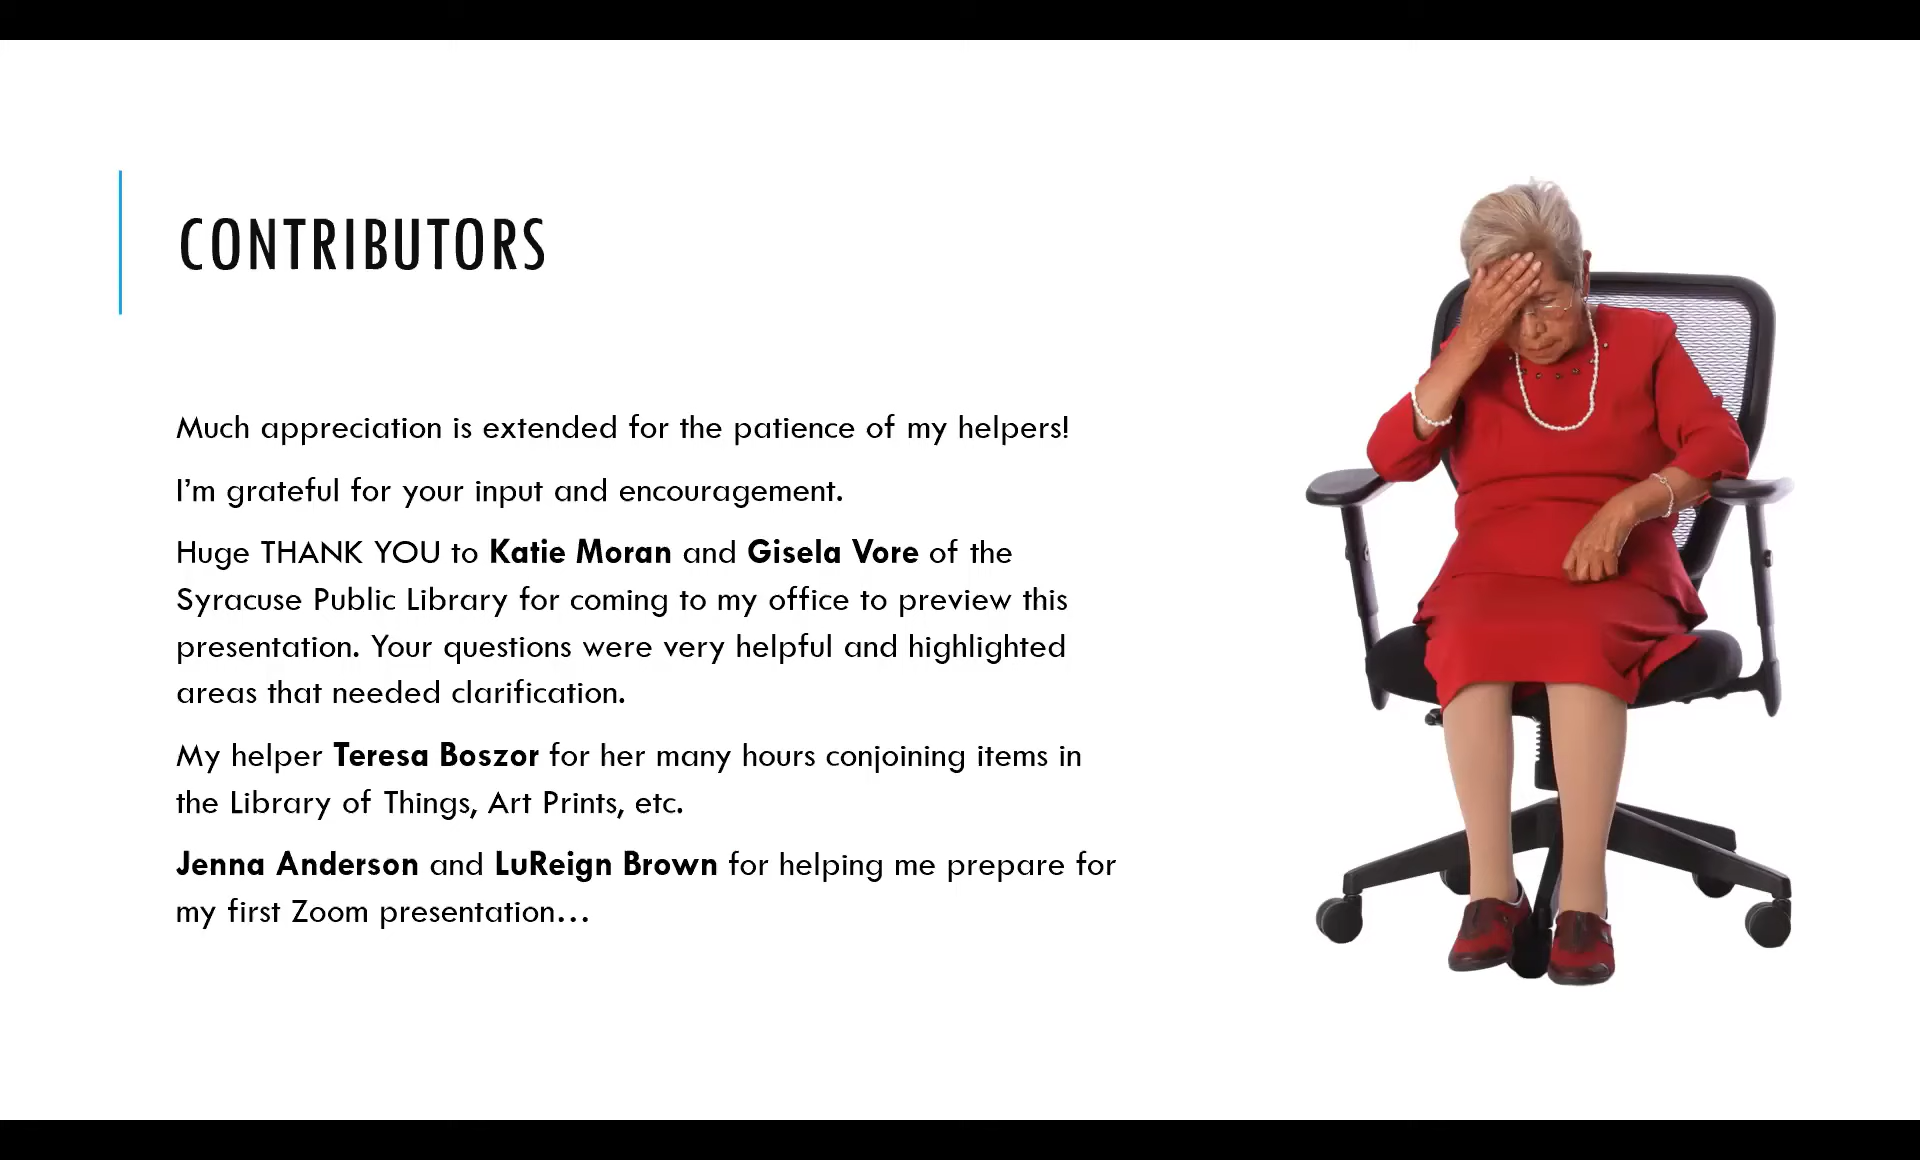 CONTRIBUTORS
Much appreciation is extended for the patience of my helpers!
I'm grateful for your input and encouragement.
Huge THANK YOU to Katie Moran and Gisela Vore of the
Syracuse Public Library for coming to my office to preview this
presentation. Your questions were very helpful and highlighted
areas that needed clarification.
My helper Teresa Boszor for her many hours conjoining items in
the Library of Things, Art Prints, etc.
Jenna Anderson and LuReign Brown for helping me prepare for
my first Zoom presentation…